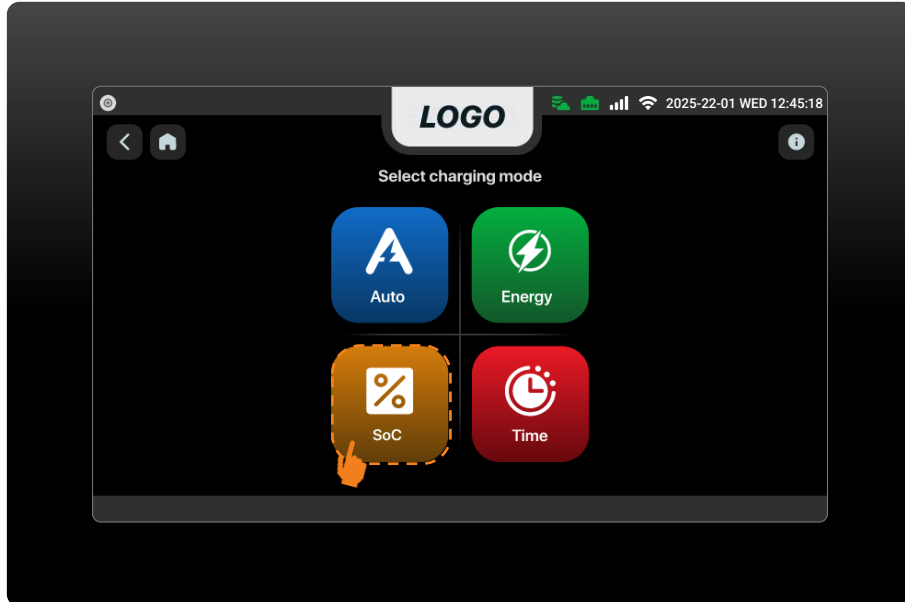 LOGO
2025-22-01 WED 12:45:18
Select charging mode
Auto
Energy
SoC
Time